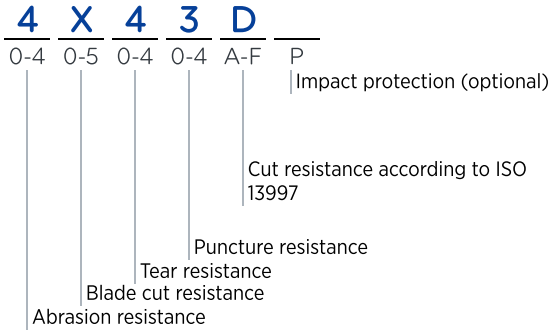 4 X 4 3 D
0-4 0-5 0-4 0-4 A-F P
Impact protection (optional)
Cut resistance according to ISO
13997
Puncture resistance
Tear resistance
Blade cut resistance
Abrasion resistance